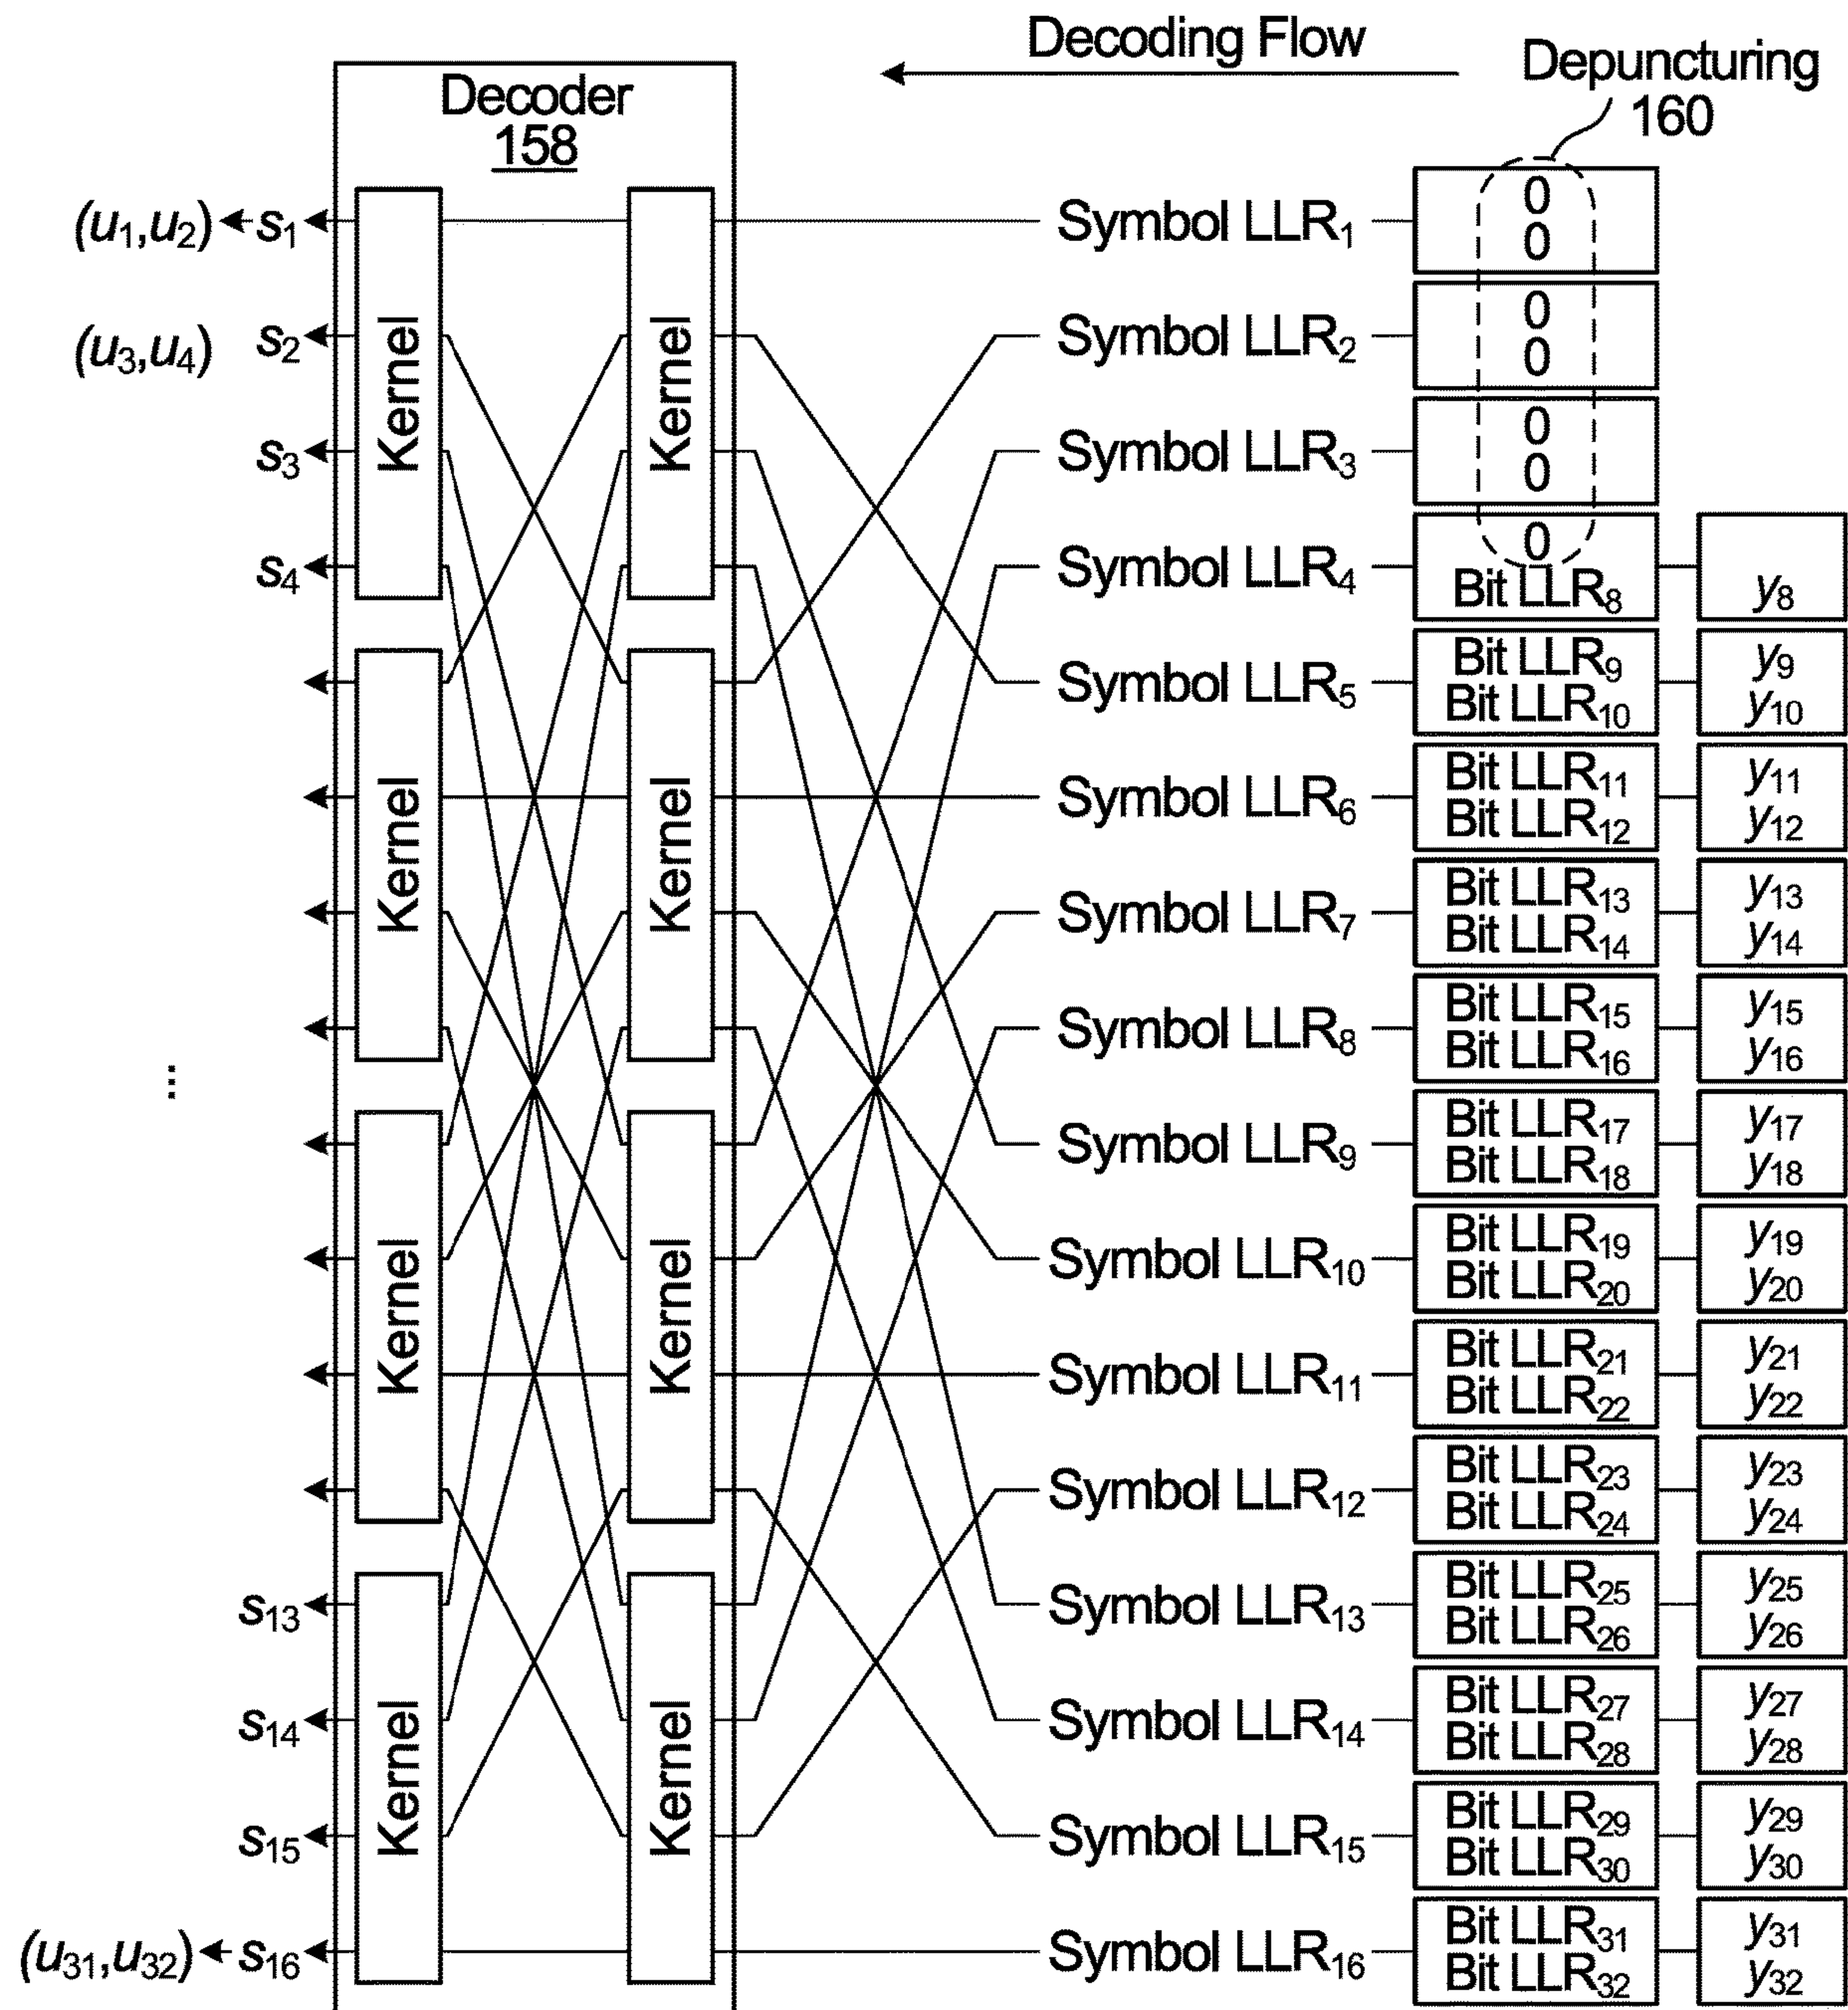 Decoding Flow
Depuncturing
160
Decoder
158
(u1,u2) s1 Symbol LLR1 0
0
(u3,u4) s2 Symbol LLR2 0
0
s3 Symbol LLR3 0
0
s4 Symbol LLR4 0
Bit LLR8 y8
Symbol LLR5 Bit LLR9 y9
Bit LLR10 y10
Symbol LLR6 Bit LLR11 y11
Bit LLR12 y12
Symbol LLR7 Bit LLR13 y13
Bit LLR14 y14
Symbol LLR8 Bit LLR15 y15
Bit LLR16 y16
...
Symbol LLR9 Bit LLR17 y17
Bit LLR18 y18
Symbol LLR10 Bit LLR19 y19
Bit LLR20 y20
Symbol LLR11 Bit LLR21 y21
Bit LLR22 y22
Symbol LLR12 Bit LLR23 y23
Bit LLR24 y24
s13 Symbol LLR13 Bit LLR25 y25
Bit LLR26 y26
s14 Symbol LLR14 Bit LLR27 y27
Bit LLR28 y28
s15 Symbol LLR15 Bit LLR29 y29
Bit LLR30 y30
(u31,u32) s16 Symbol LLR16 Bit LLR31 y31
Bit LLR32 y32
Kernel Kernel
Kernel Kernel
Kernel Kernel
Kernel Kernel